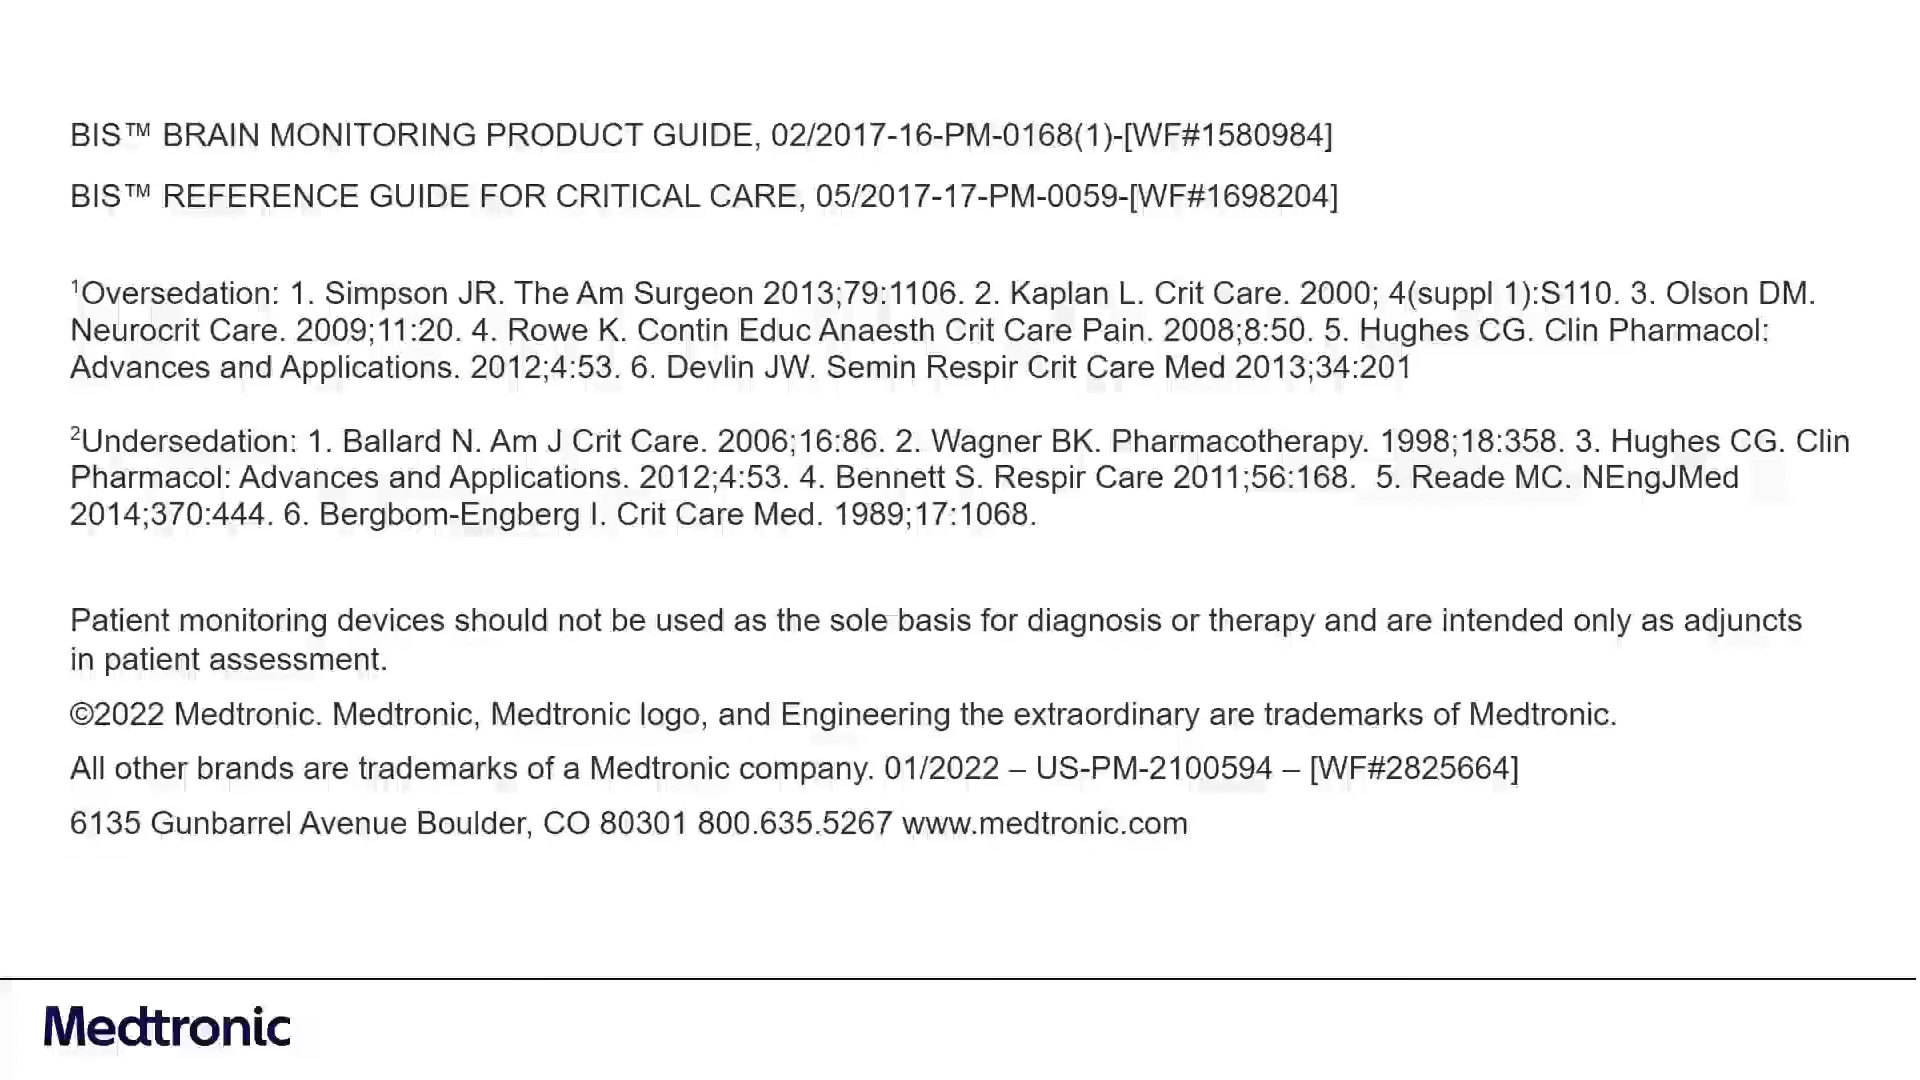 BIS™ BRAIN MONITORING PRODUCT GUIDE, 02/2017-16-PM-0168(1)-[WF#1580984]
BIS™ REFERENCE GUIDE FOR CRITICAL CARE, 05/2017-17-PM-0059-[WF#1698204]
¹Oversedation: 1. Simpson JR. The Am Surgeon 2013;79:1106. 2. Kaplan L. Crit Care. 2000; 4(suppl 1):S110. 3. Olson DM.
Neurocrit Care. 2009;11:20. 4. Rowe K. Contin Educ Anaesth Crit Care Pain. 2008;8:50. 5. Hughes CG. Clin Pharmacol:
Advances and Applications. 2012;4:53. 6. Devlin JW. Semin Respir Crit Care Med 2013;34:201
²Undersedation: 1. Ballard N. Am J Crit Care. 2006;16:86. 2. Wagner BK. Pharmacotherapy. 1998;18:358. 3. Hughes CG. Clin
Pharmacol: Advances and Applications. 2012;4:53. 4. Bennett S. Respir Care 2011;56:168. 5. Reade MC. NEngJMed
2014;370:444. 6. Bergbom-Engberg I. Crit Care Med. 1989;17:1068.
Patient monitoring devices should not be used as the sole basis for diagnosis or therapy and are intended only as adjuncts
in patient assessment.
©2022 Medtronic. Medtronic, Medtronic logo, and Engineering the extraordinary are trademarks of Medtronic.
All other brands are trademarks of a Medtronic company. 01/2022 – US-PM-2100594 – [WF#2825664]
6135 Gunbarrel Avenue Boulder, CO 80301 800.635.5267 www.medtronic.com
Medtronic